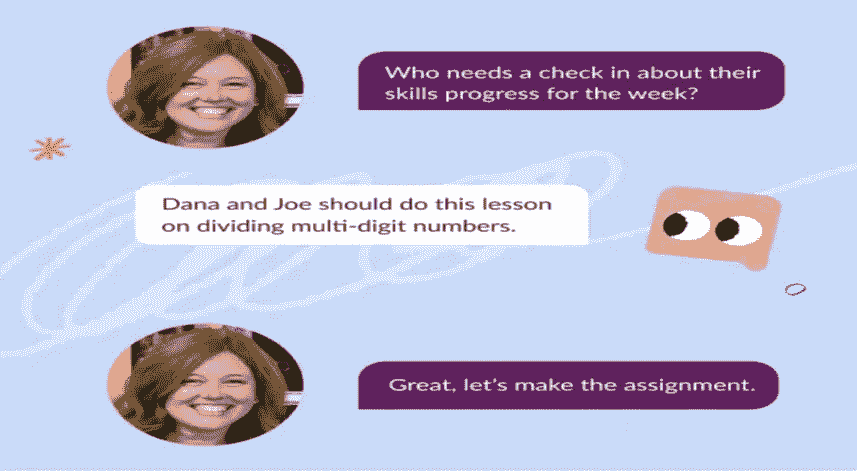 Who needs a check in about their
skills progress for the week?
Dana and Joe should do this lesson
on dividing multi-digit numbers.
Great, let's make the assignment.